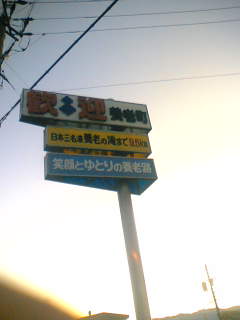 歓迎 養老町
日本三名瀑養老の滝まで
笑顔とゆとりの養老路